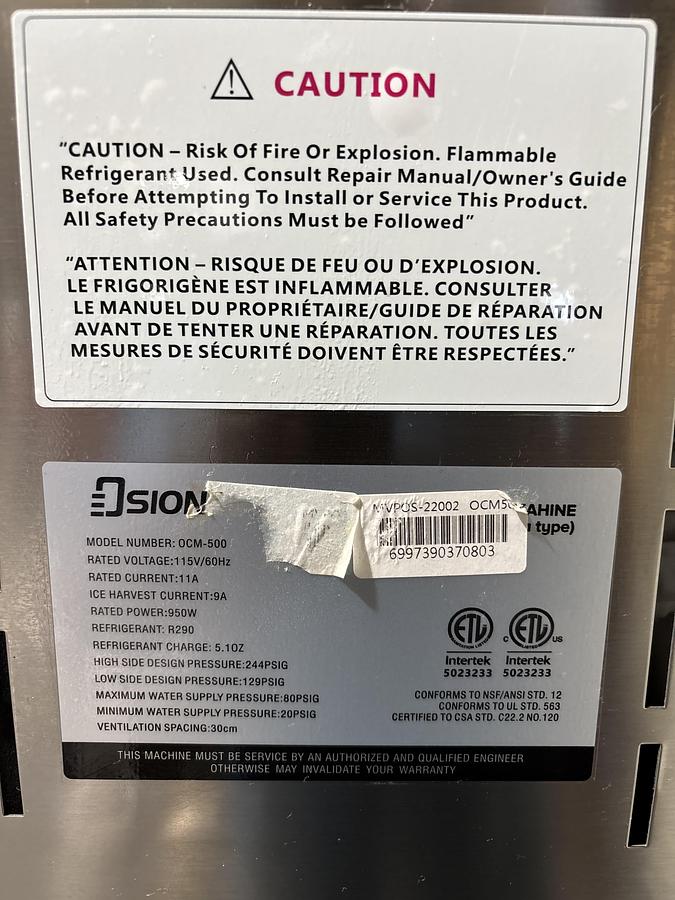 CAUTION
"CAUTION – Risk Of Fire Or Explosion. Flammable
Refrigerant Used. Consult Repair Manual/Owner's Guide
Before Attempting To Install or Service This Product.
All Safety Precautions Must be Followed"
"ATTENTION – RISQUE DE FEU OU D'EXPLOSION.
LE FRIGORIGÈNE EST INFLAMMABLE. CONSULTER
LE MANUEL DU PROPRIÉTAIRE/GUIDE DE RÉPARATION
AVANT DE TENTER UNE RÉPARATION. TOUTES LES
MESURES DE SÉCURITÉ DOIVENT ÊTRE RESPECTÉES."
MVPOS-22002
6997390370803
type)
MODEL NUMBER: OCM-500
RATED VOLTAGE:115V/60Hz
RATED CURRENT:11A
ICE HARVEST CURRENT:9A
RATED POWER:950W
REFRIGERANT: R290
REFRIGERANT CHARGE: 5.1OZ
HIGH SIDE DESIGN PRESSURE:244PSIG
LOW SIDE DESIGN PRESSURE:129PSIG
MAXIMUM WATER SUPPLY PRESSURE:80PSIG
MINIMUM WATER SUPPLY PRESSURE:20PSIG
VENTILATION SPACING:30cm
ETL C ETL US
Intertek Intertek
5023233 5023233
CONFORMS TO NSF/ANSI STD. 12
CONFORMS TO UL STD. 563
CERTIFIED TO CSA STD. C22.2 NO.120
THIS MACHINE MUST BE SERVICE BY AN AUTHORIZED AND QUALIFIED ENGINEER
OTHERWISE MAY INVALIDATE YOUR WARRANTY